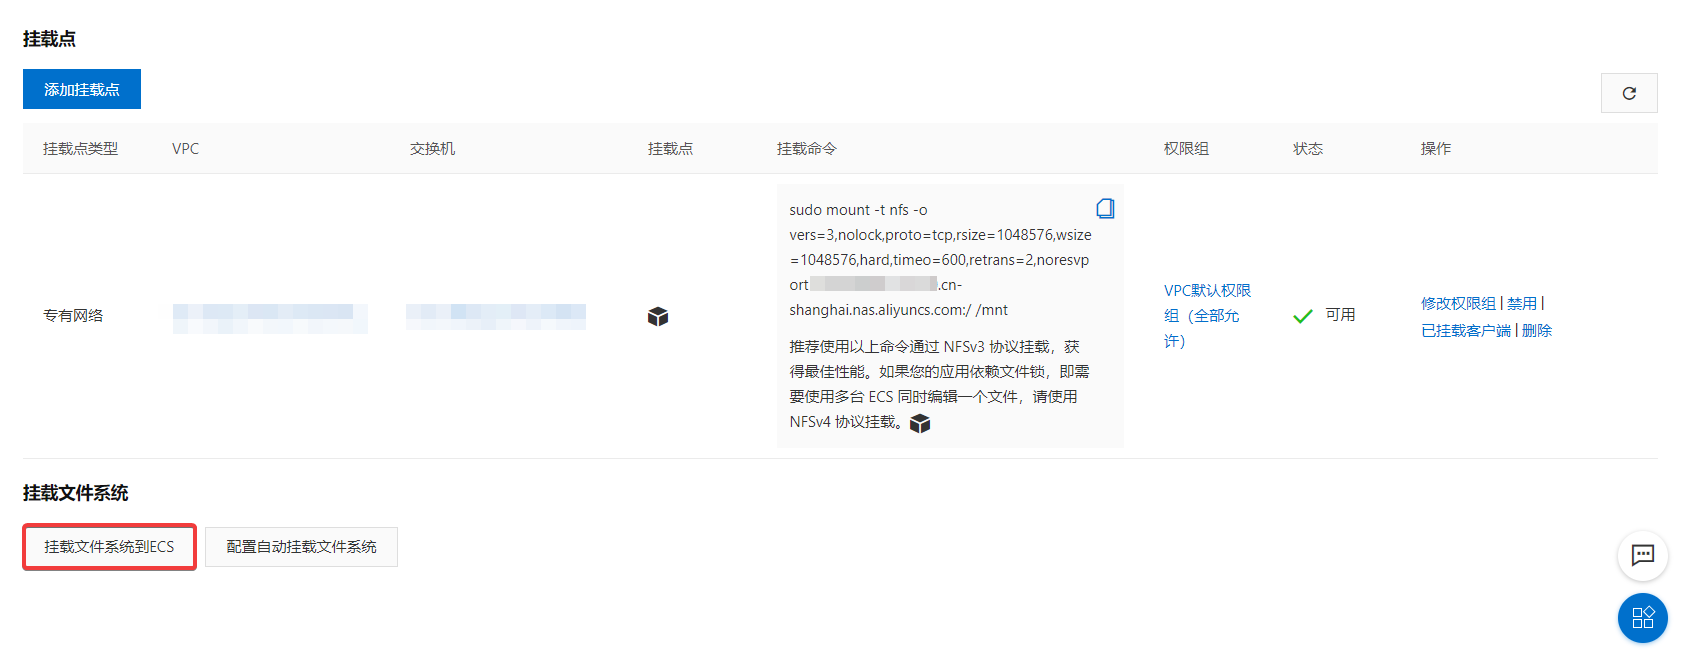 挂载点
添加挂载点
挂载点类型 VPC 交换机 挂载点 挂载命令 权限组 状态 操作
专有网络
sudo mount -t nfs -o
vers=3,nolock,proto=tcp,rsize=1048576,wsize
=1048576,hard,timeo=600,retrans=2,noresvp
ort .cn-
shanghai.nas.aliyuncs.com:/ /mnt
推荐使用以上命令通过 NFSv3 协议挂载，获
得最佳性能。如果您的应用依赖文件锁，即需
要使用多台 ECS 同时编辑一个文件，请使用
NFSv4 协议挂载。
VPC默认权限
组（全部允
许）
可用
修改权限组 | 禁用 |
已挂载客户端 | 删除
挂载文件系统
挂载文件系统到ECS 配置自动挂载文件系统